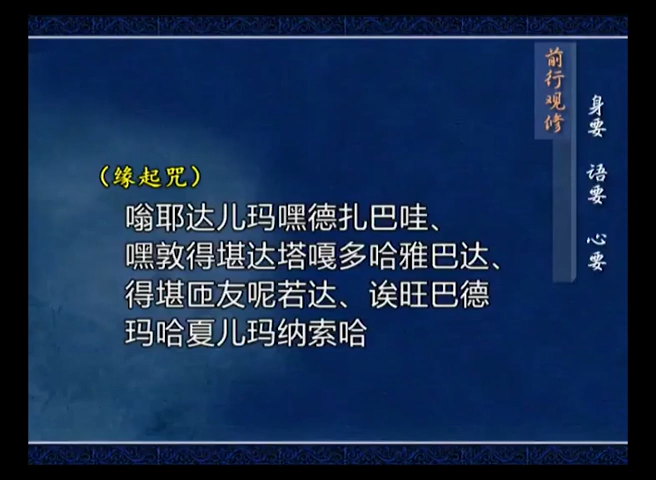 前行观修
身要 语要 心要
（缘起咒）
嗡耶达儿玛嘿德扎巴哇、
嘿敦得堪达塔嘎多哈雅巴达、
得堪匝友呢若达、诶旺巴德
玛哈夏儿玛纳索哈